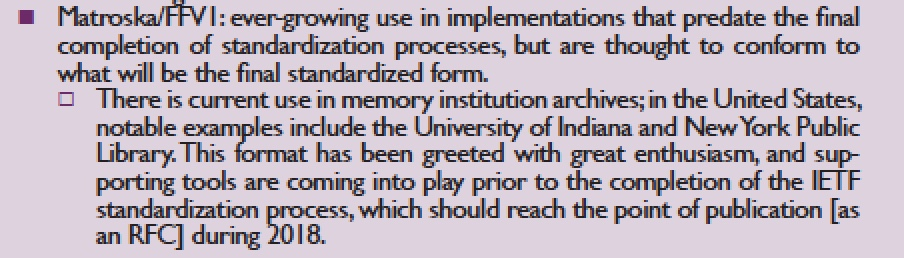 ■ Matroska/FFV1: ever-growing use in implementations that predate the final
completion of standardization processes, but are thought to conform to
what will be the final standardized form.
□ There is current use in memory institution archives; in the United States,
notable examples include the University of Indiana and New York Public
Library. This format has been greeted with great enthusiasm, and sup-
porting tools are coming into play prior to the completion of the IETF
standardization process, which should reach the point of publication [as
an RFC] during 2018.